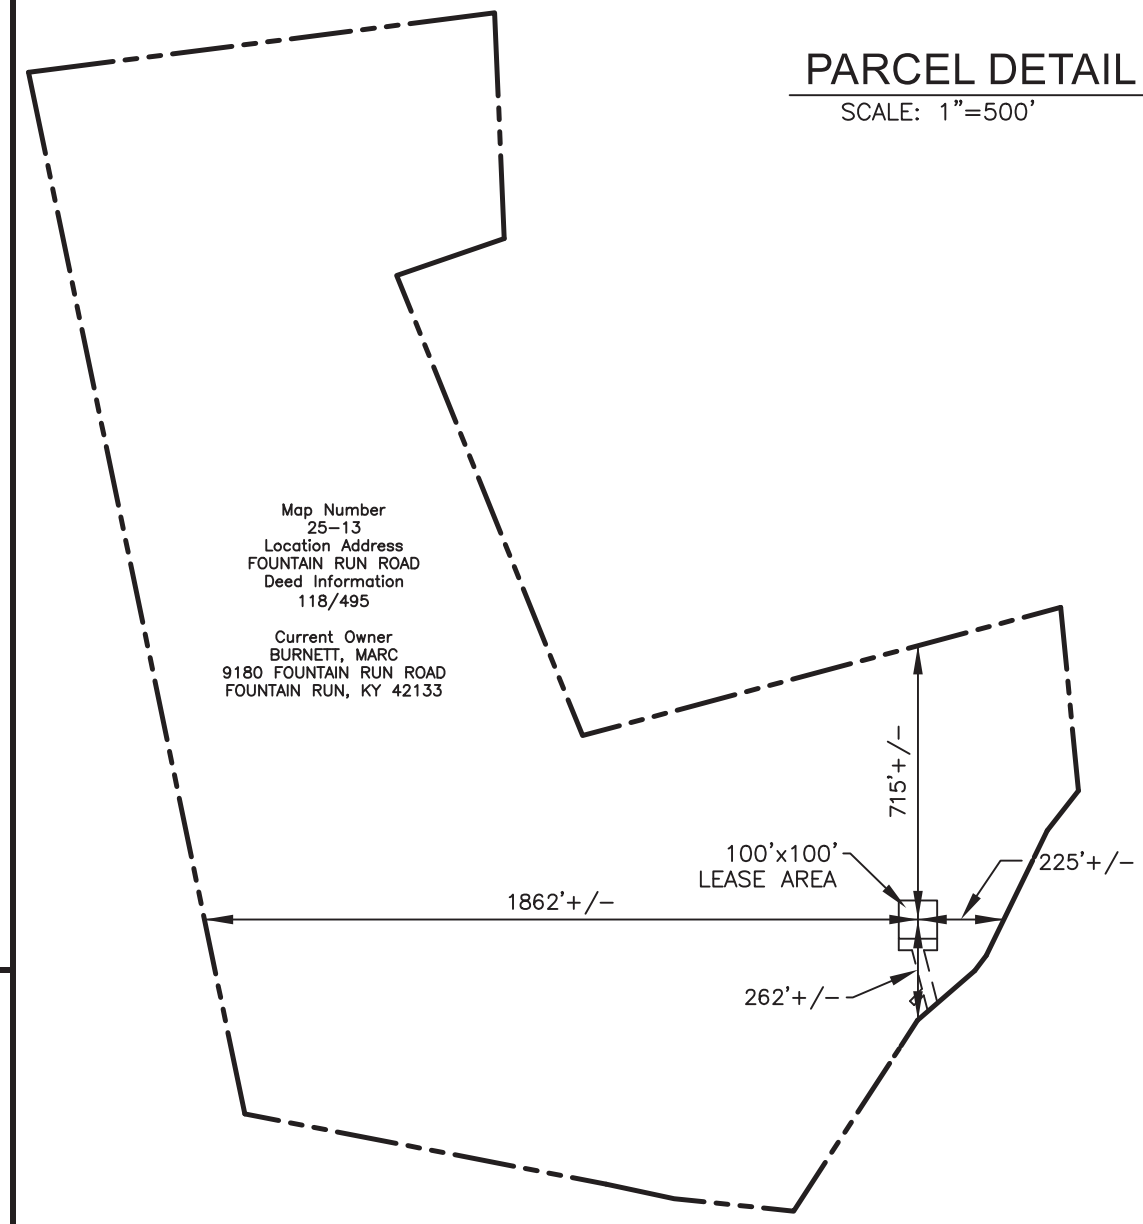 PARCEL DETAIL
SCALE: 1"=500'
Map Number
25-13
Location Address
FOUNTAIN RUN ROAD
Deed Information
118/495
Current Owner
BURNETT, MARC
9180 FOUNTAIN RUN ROAD
FOUNTAIN RUN, KY 42133
715'+/-
100'x100'
LEASE AREA
225'+/-
1862'+/-
262'+/-